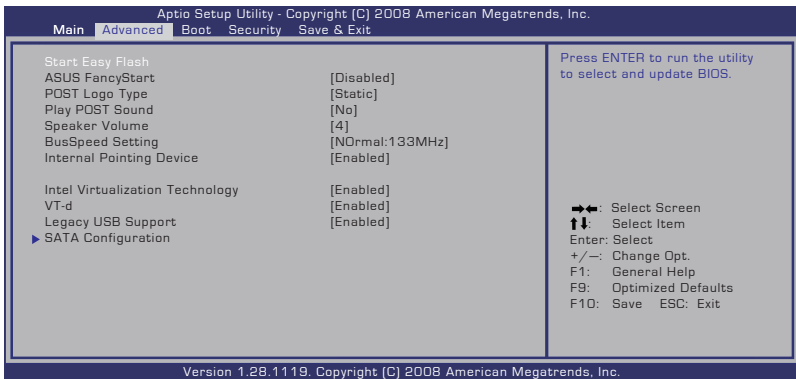 Aptio Setup Utility - Copyright (C) 2008 American Megatrends, Inc.
Main Advanced Boot Security Save & Exit
Start Easy Flash
ASUS FancyStart [Disabled]
POST Logo Type [Static]
Play POST Sound [No]
Speaker Volume [4]
BusSpeed Setting [N0rmal:133MHz]
Internal Pointing Device [Enabled]
Intel Virtualization Technology [Enabled]
VT-d [Enabled]
Legacy USB Support [Enabled]
SATA Configuration
Press ENTER to run the utility
to select and update BIOS.
→←: Select Screen
↑↓: Select Item
Enter: Select
+/—: Change Opt.
F1: General Help
F9: Optimized Defaults
F10: Save ESC: Exit
Version 1.28.1119. Copyright (C) 2008 American Megatrends, Inc.